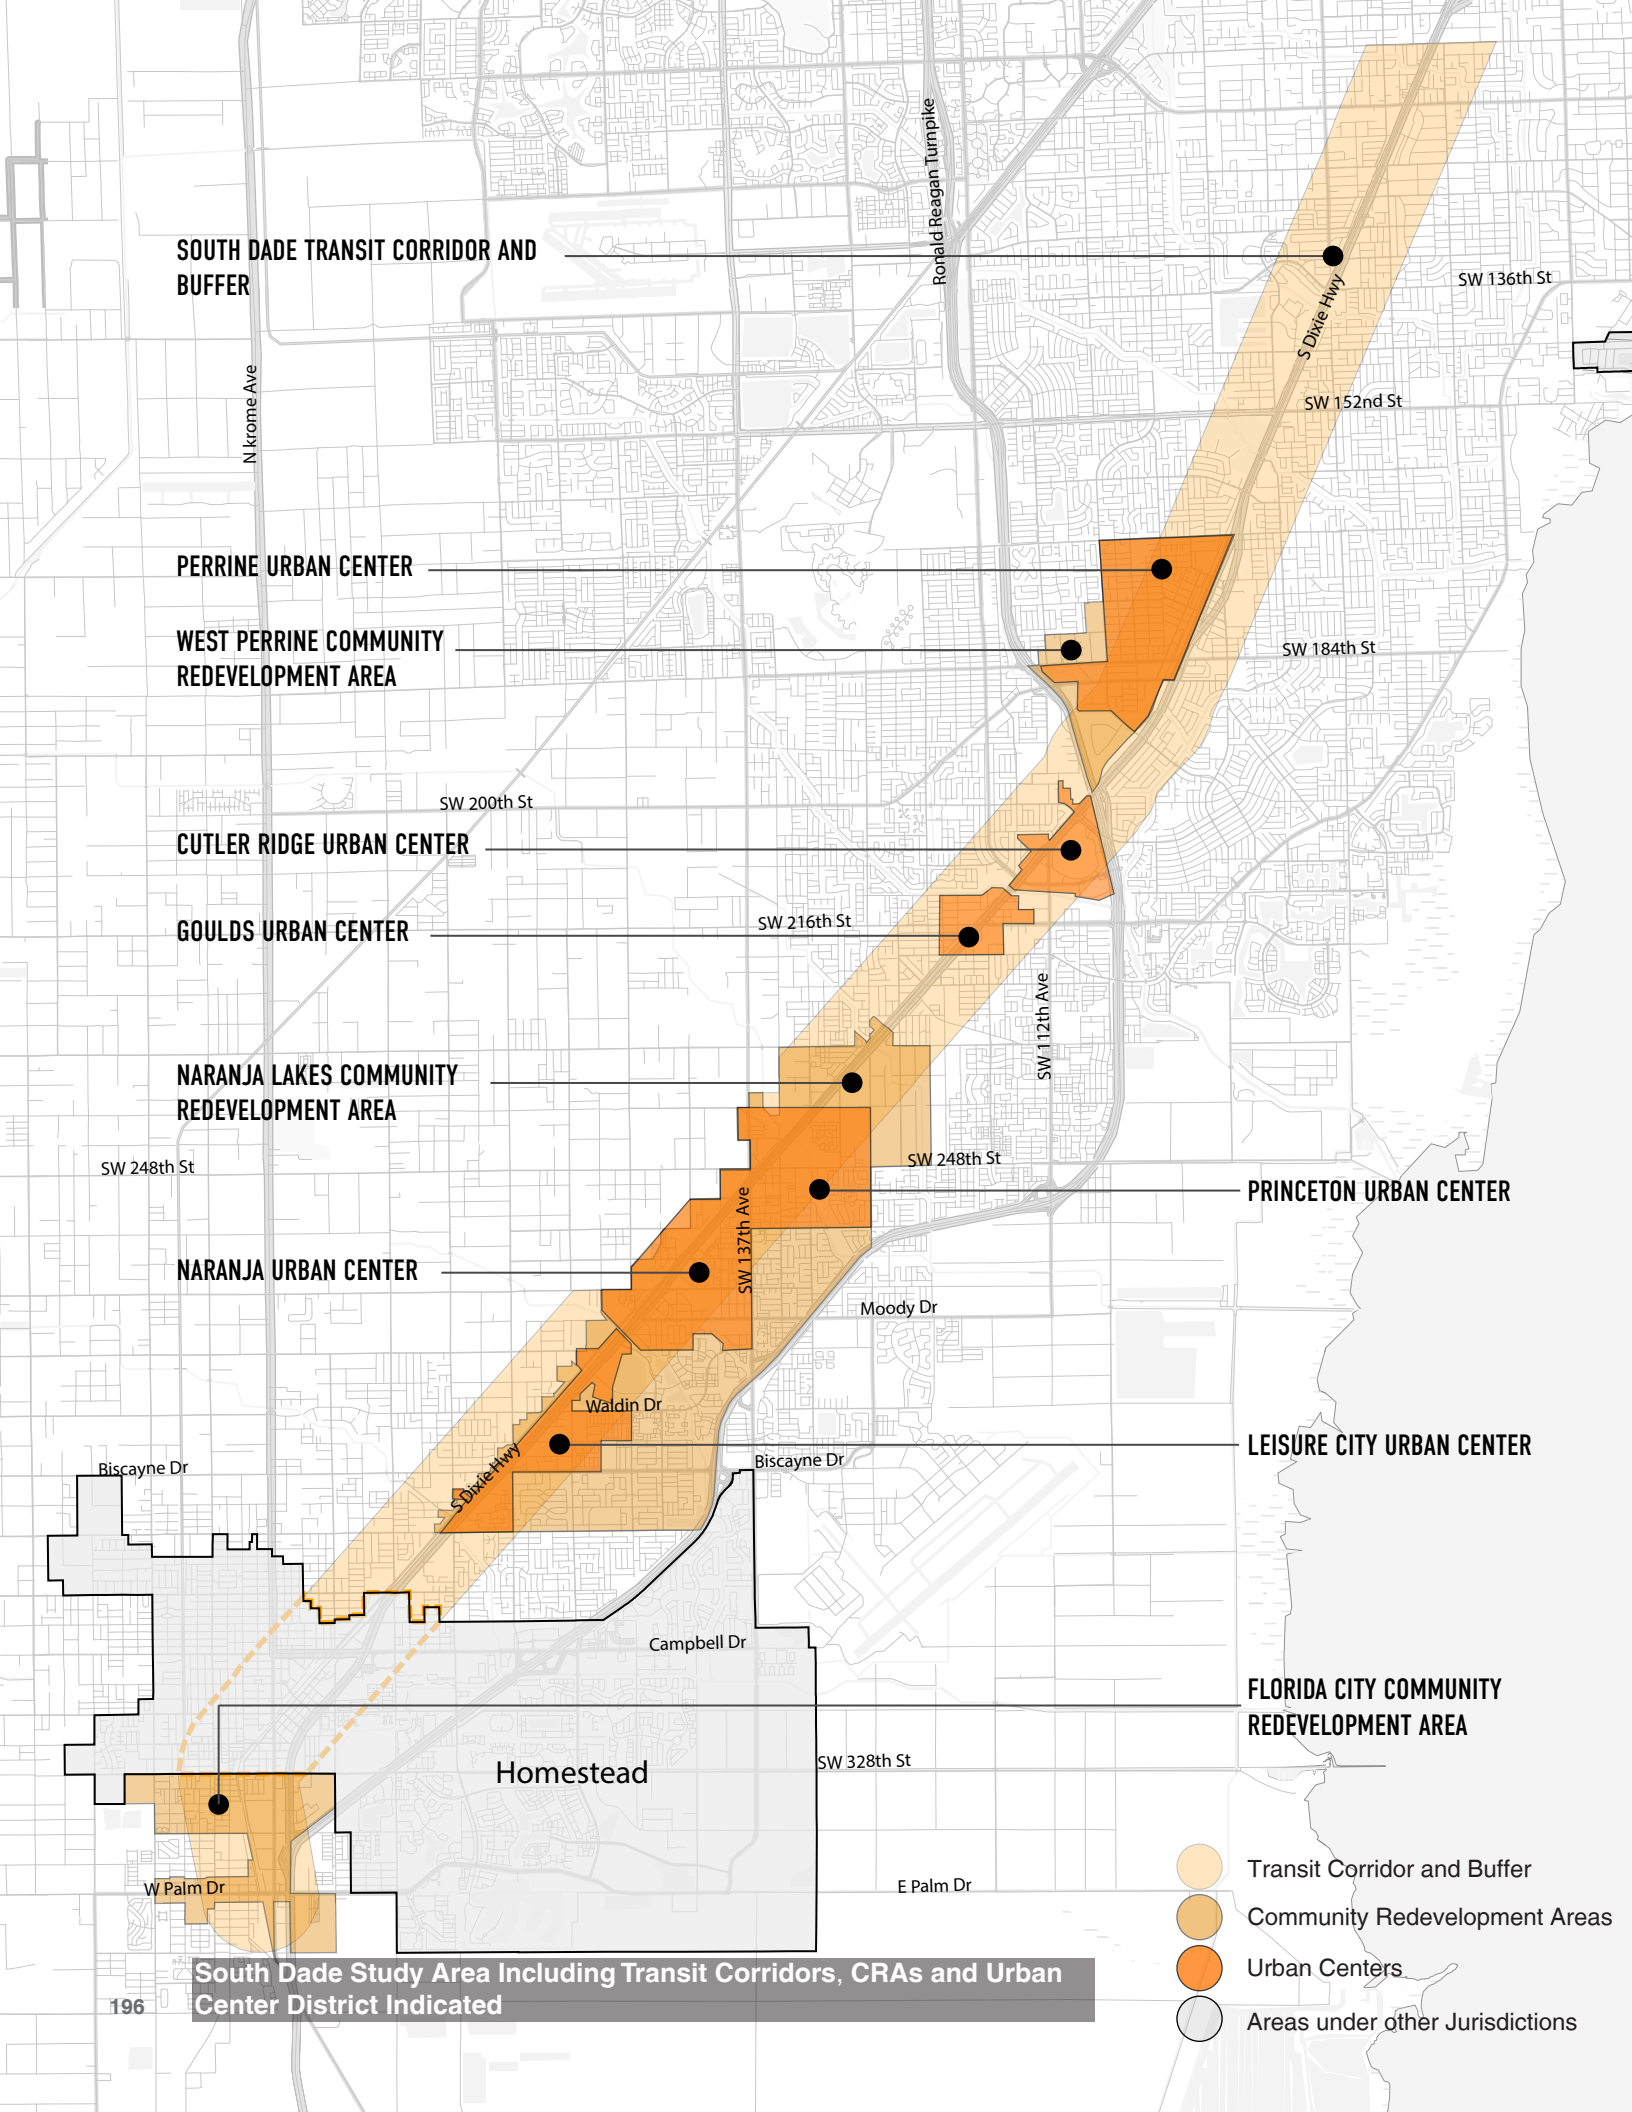 Ronald Reagan Turnpike
SOUTH DADE TRANSIT CORRIDOR AND
BUFFER
SW 136th St
S Dixie Hwy
N krome Ave
SW 152nd St
PERRINE URBAN CENTER
WEST PERRINE COMMUNITY
REDEVELOPMENT AREA
SW 184th St
SW 200th St
CUTLER RIDGE URBAN CENTER
SW 216th St
GOULDS URBAN CENTER
SW 112th Ave
NARANJA LAKES COMMUNITY
REDEVELOPMENT AREA
SW 248th St
SW 248th St
PRINCETON URBAN CENTER
SW 137th Ave
NARANJA URBAN CENTER
Moody Dr
Waldin Dr
LEISURE CITY URBAN CENTER
Biscayne Dr
Biscayne Dr
S Dixie Hwy
Campbell Dr
FLORIDA CITY COMMUNITY
REDEVELOPMENT AREA
Homestead
SW 328th St
W Palm Dr
E Palm Dr
Transit Corridor and Buffer
Community Redevelopment Areas
Urban Centers
Areas under other Jurisdictions
South Dade Study Area Including Transit Corridors, CRAs and Urban
Center District Indicated
196